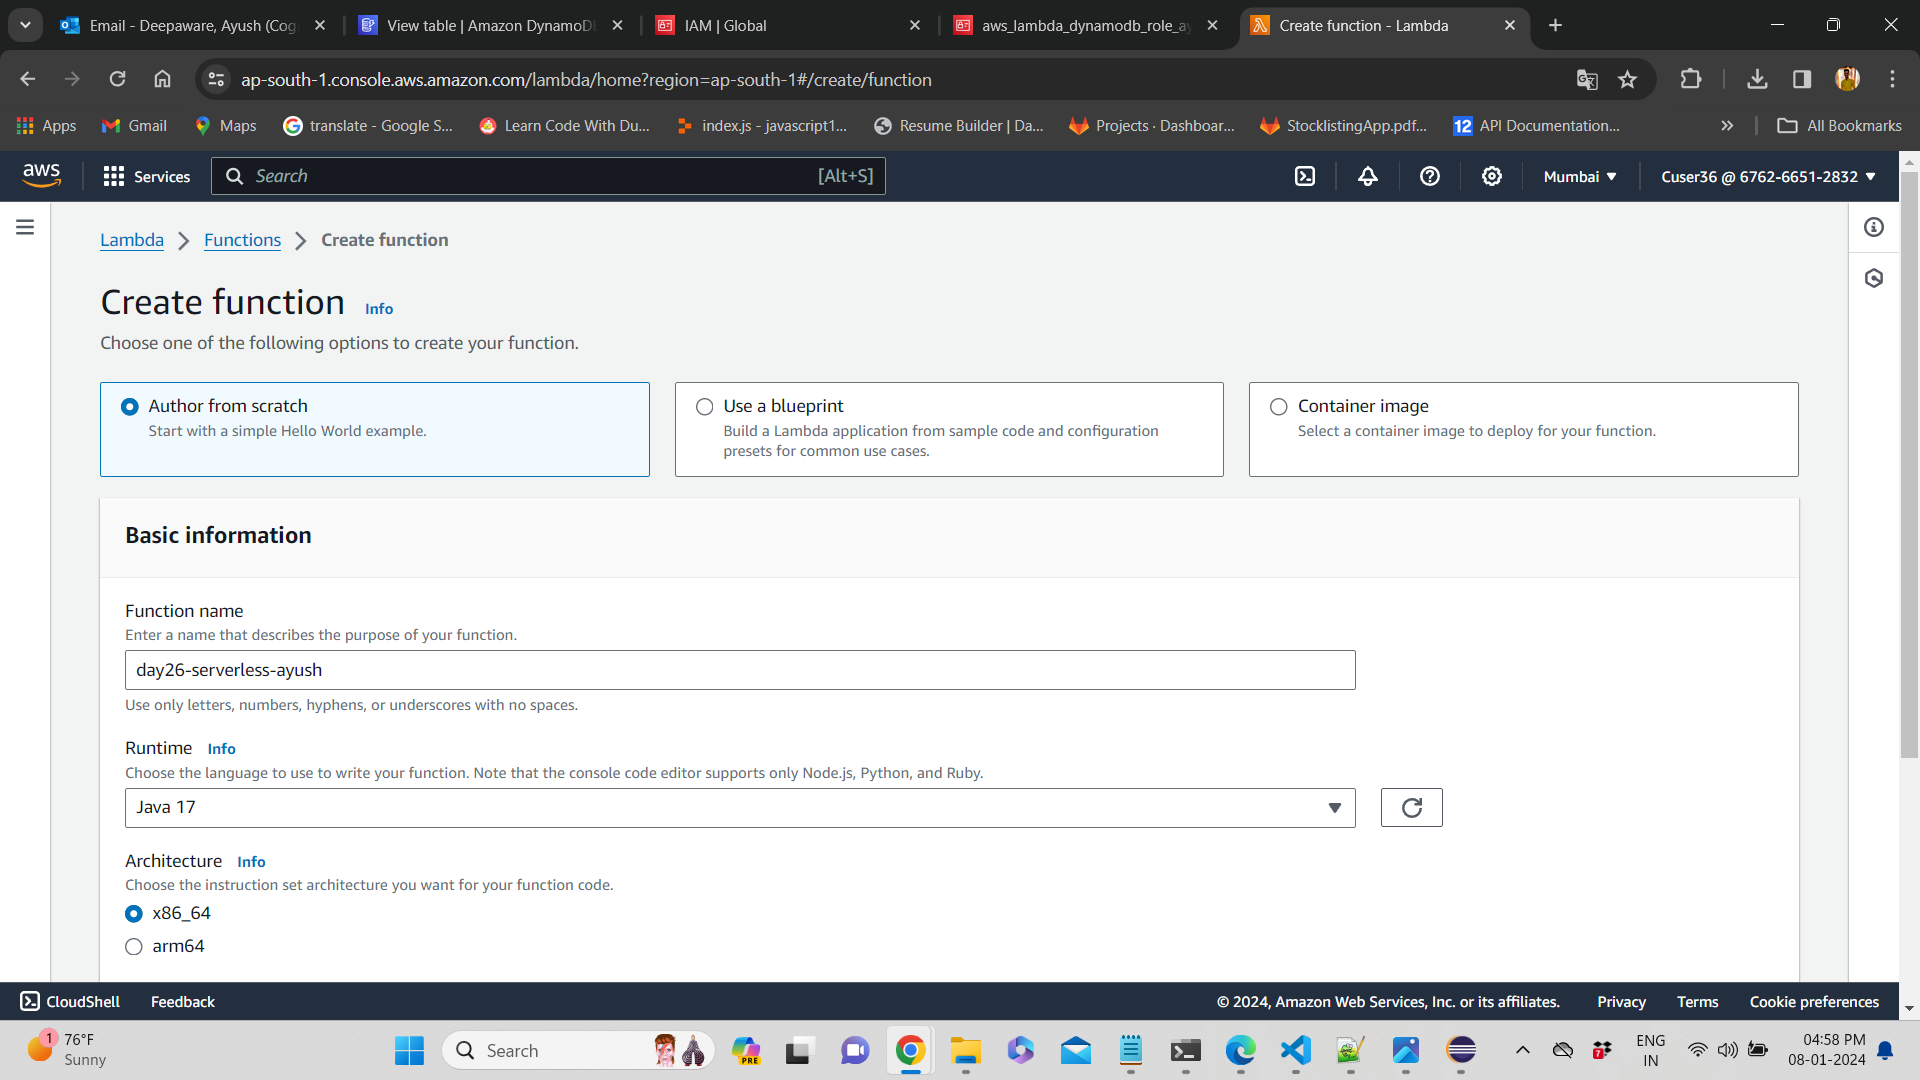 Email - Deepaware, Ayush (Cog
View table | Amazon DynamoD
IAM | Global
aws_lambda_dynamodb_role_ay
Create function - Lambda
ap-south-1.console.aws.amazon.com/lambda/home?region=ap-south-1#/create/function
Apps
Gmail
Maps
translate - Google S...
Learn Code With Du...
index.js - javascript1...
Resume Builder | Da...
Projects · Dashboar...
StocklistingApp.pdf...
12
API Documentation...
All Bookmarks
aws
Services
Search
[Alt+S]
Mumbai
Cuser36 @ 6762-6651-2832
Lambda
Functions
Create function
Create function
Info
Choose one of the following options to create your function.
Author from scratch
Start with a simple Hello World example.
Use a blueprint
Build a Lambda application from sample code and configuration
presets for common use cases.
Container image
Select a container image to deploy for your function.
Basic information
Function name
Enter a name that describes the purpose of your function.
day26-serverless-ayush
Use only letters, numbers, hyphens, or underscores with no spaces.
Runtime Info
Choose the language to use to write your function. Note that the console code editor supports only Node.js, Python, and Ruby.
Java 17
Architecture Info
Choose the instruction set architecture you want for your function code.
x86_64
arm64
CloudShell
Feedback
© 2024, Amazon Web Services, Inc. or its affiliates.
Privacy
Terms
Cookie preferences
1
76°F
Sunny
Search
PRE
7
ENG
IN
04:58 PM
08-01-2024